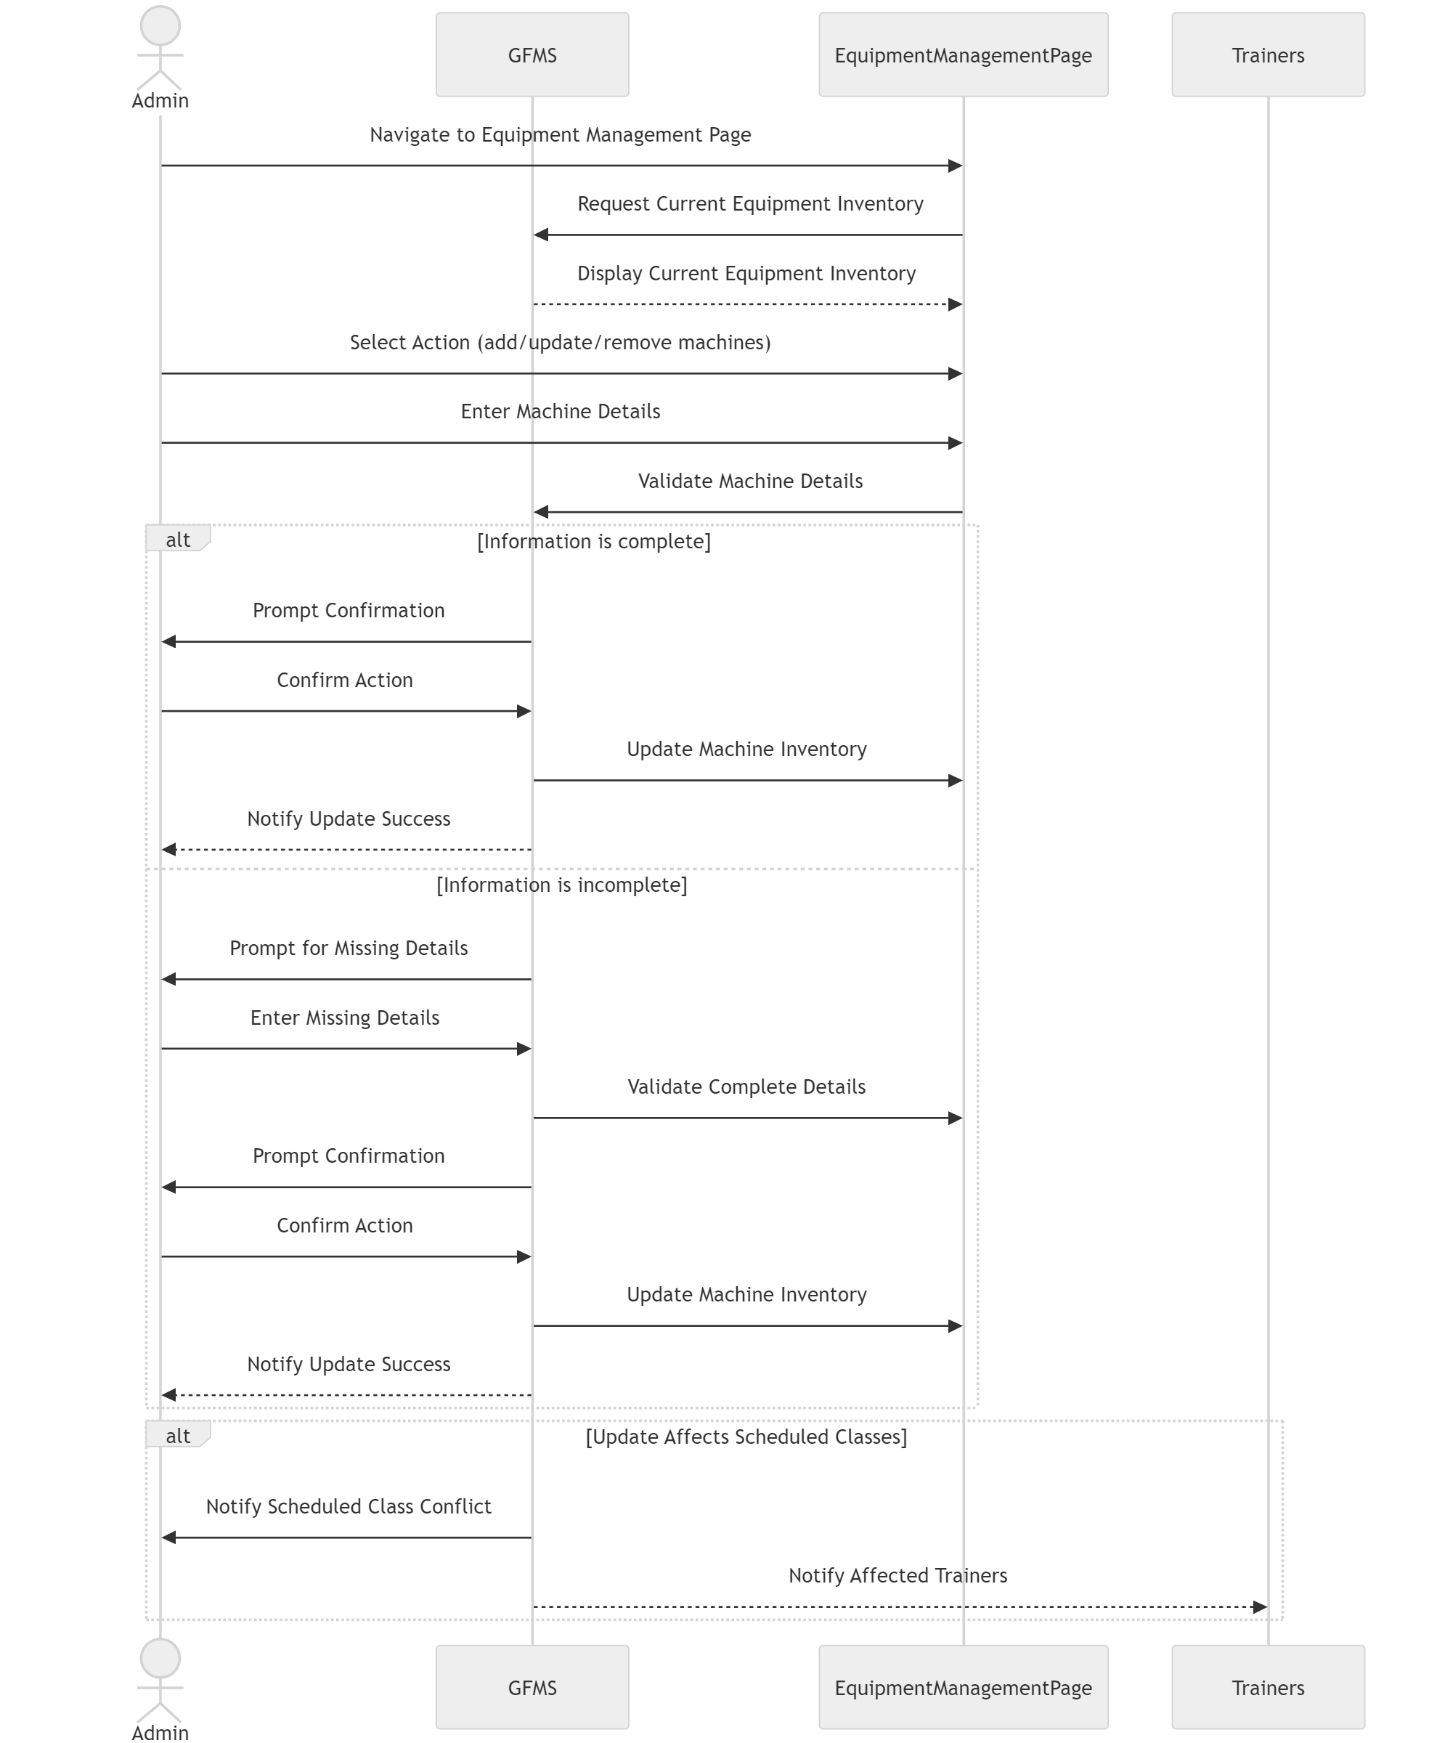 Admin
GFMS
EquipmentManagementPage
Trainers
Navigate to Equipment Management Page
Request Current Equipment Inventory
Display Current Equipment Inventory
Select Action (add/update/remove machines)
Enter Machine Details
Validate Machine Details
alt
[Information is complete]
Prompt Confirmation
Confirm Action
Update Machine Inventory
Notify Update Success
[Information is incomplete]
Prompt for Missing Details
Enter Missing Details
Validate Complete Details
Prompt Confirmation
Confirm Action
Update Machine Inventory
Notify Update Success
alt
[Update Affects Scheduled Classes]
Notify Scheduled Class Conflict
Notify Affected Trainers
Admin
GFMS
EquipmentManagementPage
Trainers